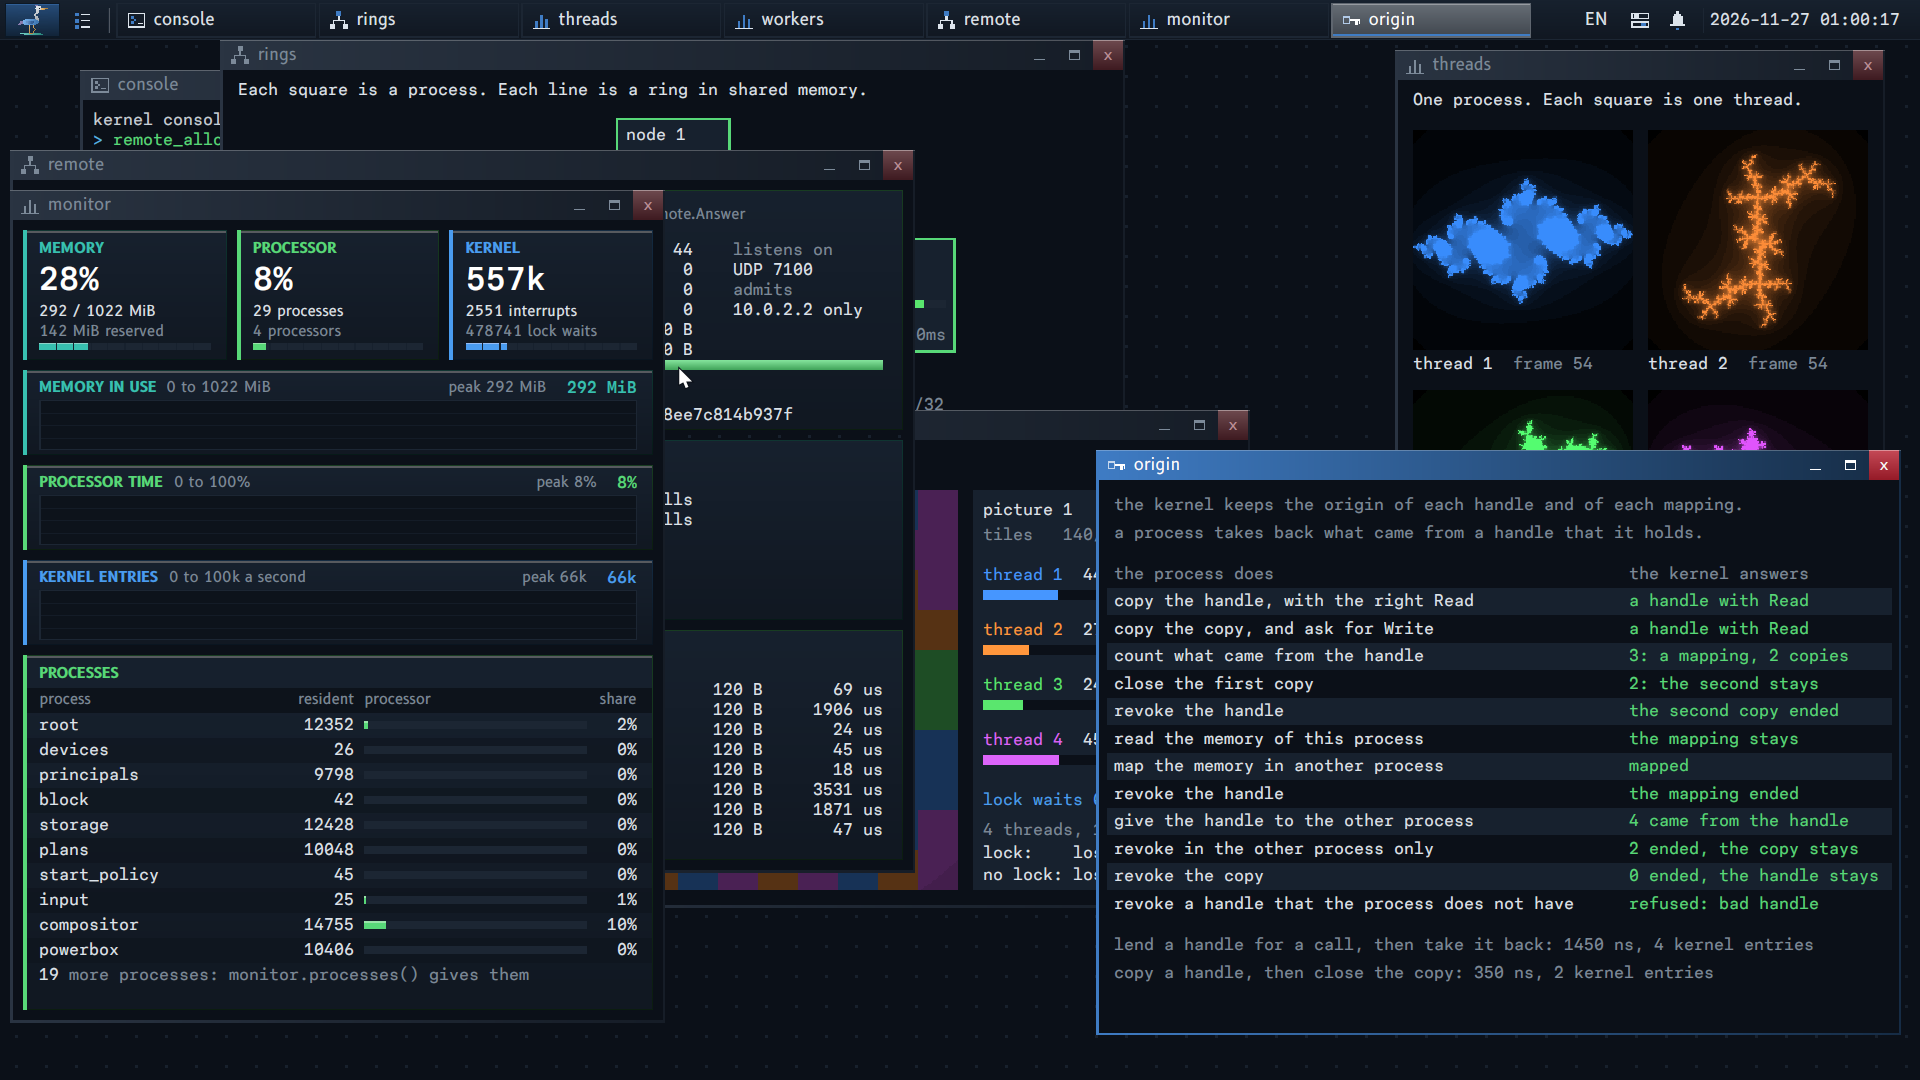 console
rings
threads
workers
remote
monitor
origin
EN
2026-11-27 01:00:17
rings
x
Each square is a process. Each line is a ring in shared memory.
node 1
console
kernel consol
> remote_allo
threads
x
One process. Each square is one thread.
thread 1 frame 54
thread 2 frame 54
remote
x
note.Answer
44 listens on
0 UDP 7100
0 admits
0 10.0.2.2 only
0 B
0 B
8ee7c814b937f
lls
lls
120 B 69 us
120 B 1906 us
120 B 24 us
120 B 45 us
120 B 18 us
120 B 3531 us
120 B 1871 us
120 B 47 us
0ms
/32
monitor
x
MEMORY
28%
292 / 1022 MiB
142 MiB reserved
PROCESSOR
8%
29 processes
4 processors
KERNEL
557k
2551 interrupts
478741 lock waits
MEMORY IN USE 0 to 1022 MiB peak 292 MiB 292 MiB
PROCESSOR TIME 0 to 100% peak 8% 8%
KERNEL ENTRIES 0 to 100k a second peak 66k 66k
PROCESSES
process resident processor share
root 12352 2%
devices 26 0%
principals 9798 0%
block 42 0%
storage 12428 0%
plans 10048 0%
start_policy 45 0%
input 25 1%
compositor 14755 10%
powerbox 10406 0%
19 more processes: monitor.processes() gives them
x
picture 1
tiles 140
thread 1 4
thread 2 2
thread 3 2
thread 4 4
lock waits
4 threads,
lock: los
no lock: los
origin
x
the kernel keeps the origin of each handle and of each mapping.
a process takes back what came from a handle that it holds.
the process does the kernel answers
copy the handle, with the right Read a handle with Read
copy the copy, and ask for Write a handle with Read
count what came from the handle 3: a mapping, 2 copies
close the first copy 2: the second stays
revoke the handle the second copy ended
read the memory of this process the mapping stays
map the memory in another process mapped
revoke the handle the mapping ended
give the handle to the other process 4 came from the handle
revoke in the other process only 2 ended, the copy stays
revoke the copy 0 ended, the handle stays
revoke a handle that the process does not have refused: bad handle
lend a handle for a call, then take it back: 1450 ns, 4 kernel entries
copy a handle, then close the copy: 350 ns, 2 kernel entries